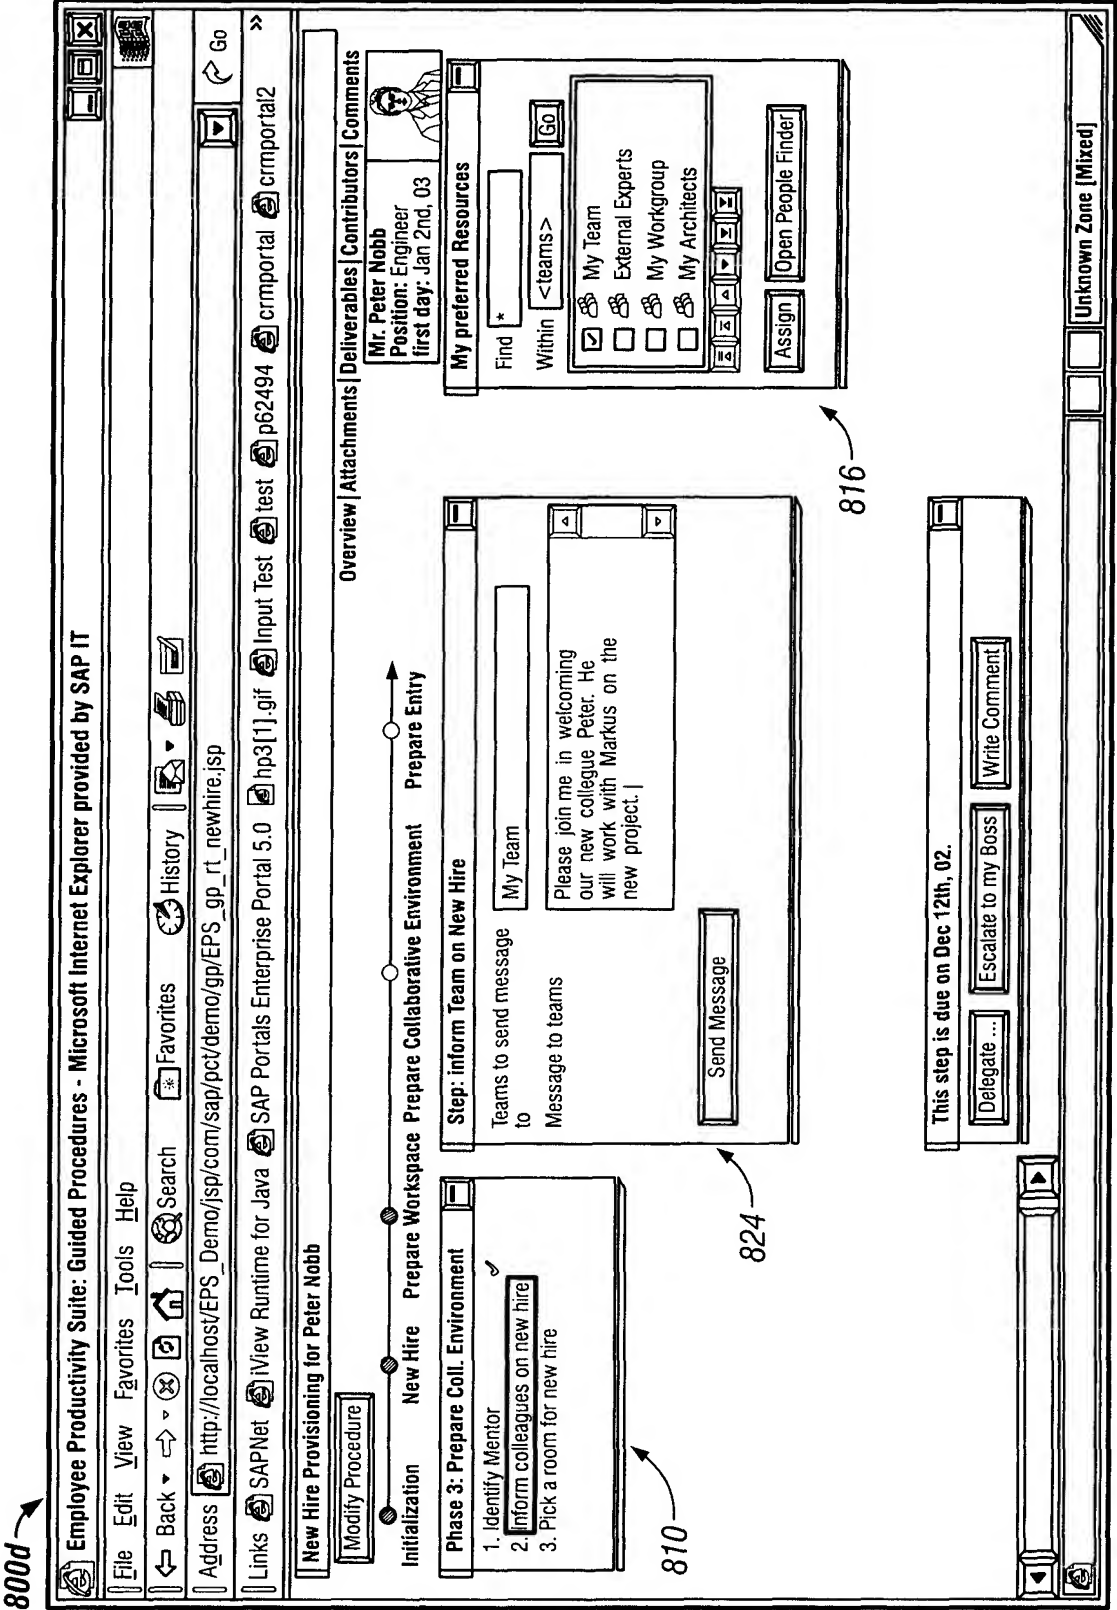 800d
Employee Productivity Suite: Guided Procedures - Microsoft Internet Explorer provided by SAP IT
File Edit View Favorites Tools Help
Back Search Favorites History
Address http://localhost/EPS_Demo/jsp/com/sap/pct/demo/gp/EPS_gp_rt_newhire.jsp Go
Links SAPNet iView Runtime for Java SAP Portals Enterprise Portal 5.0 hp3[1].gif Input Test test p62494 crmportal crmportal2 »
New Hire Provisioning for Peter Nobb
Modify Procedure
Overview|Attachments|Deliverables|Contributors|Comments
Initialization New Hire Prepare Workspace Prepare Collaborative Environment Prepare Entry
Mr. Peter Nobb
Position: Engineer
first day: Jan 2nd, 03
Phase 3: Prepare Coll. Environment
1. Identify Mentor
2. Inform colleagues on new hire
3. Pick a room for new hire
810
Step: inform Team on New Hire
Teams to send message
to
My Team
Message to teams
Please join me in welcoming
our new collegue Peter. He
will work with Markus on the
new project.
Send Message
824
My preferred Resources
Find *
Within <teams> Go
My Team
External Experts
My Workgroup
My Architects
Assign Open People Finder
816
This step is due on Dec 12th, 02.
Delegate ... Escalate to my Boss Write Comment
Unknown Zone [Mixed]